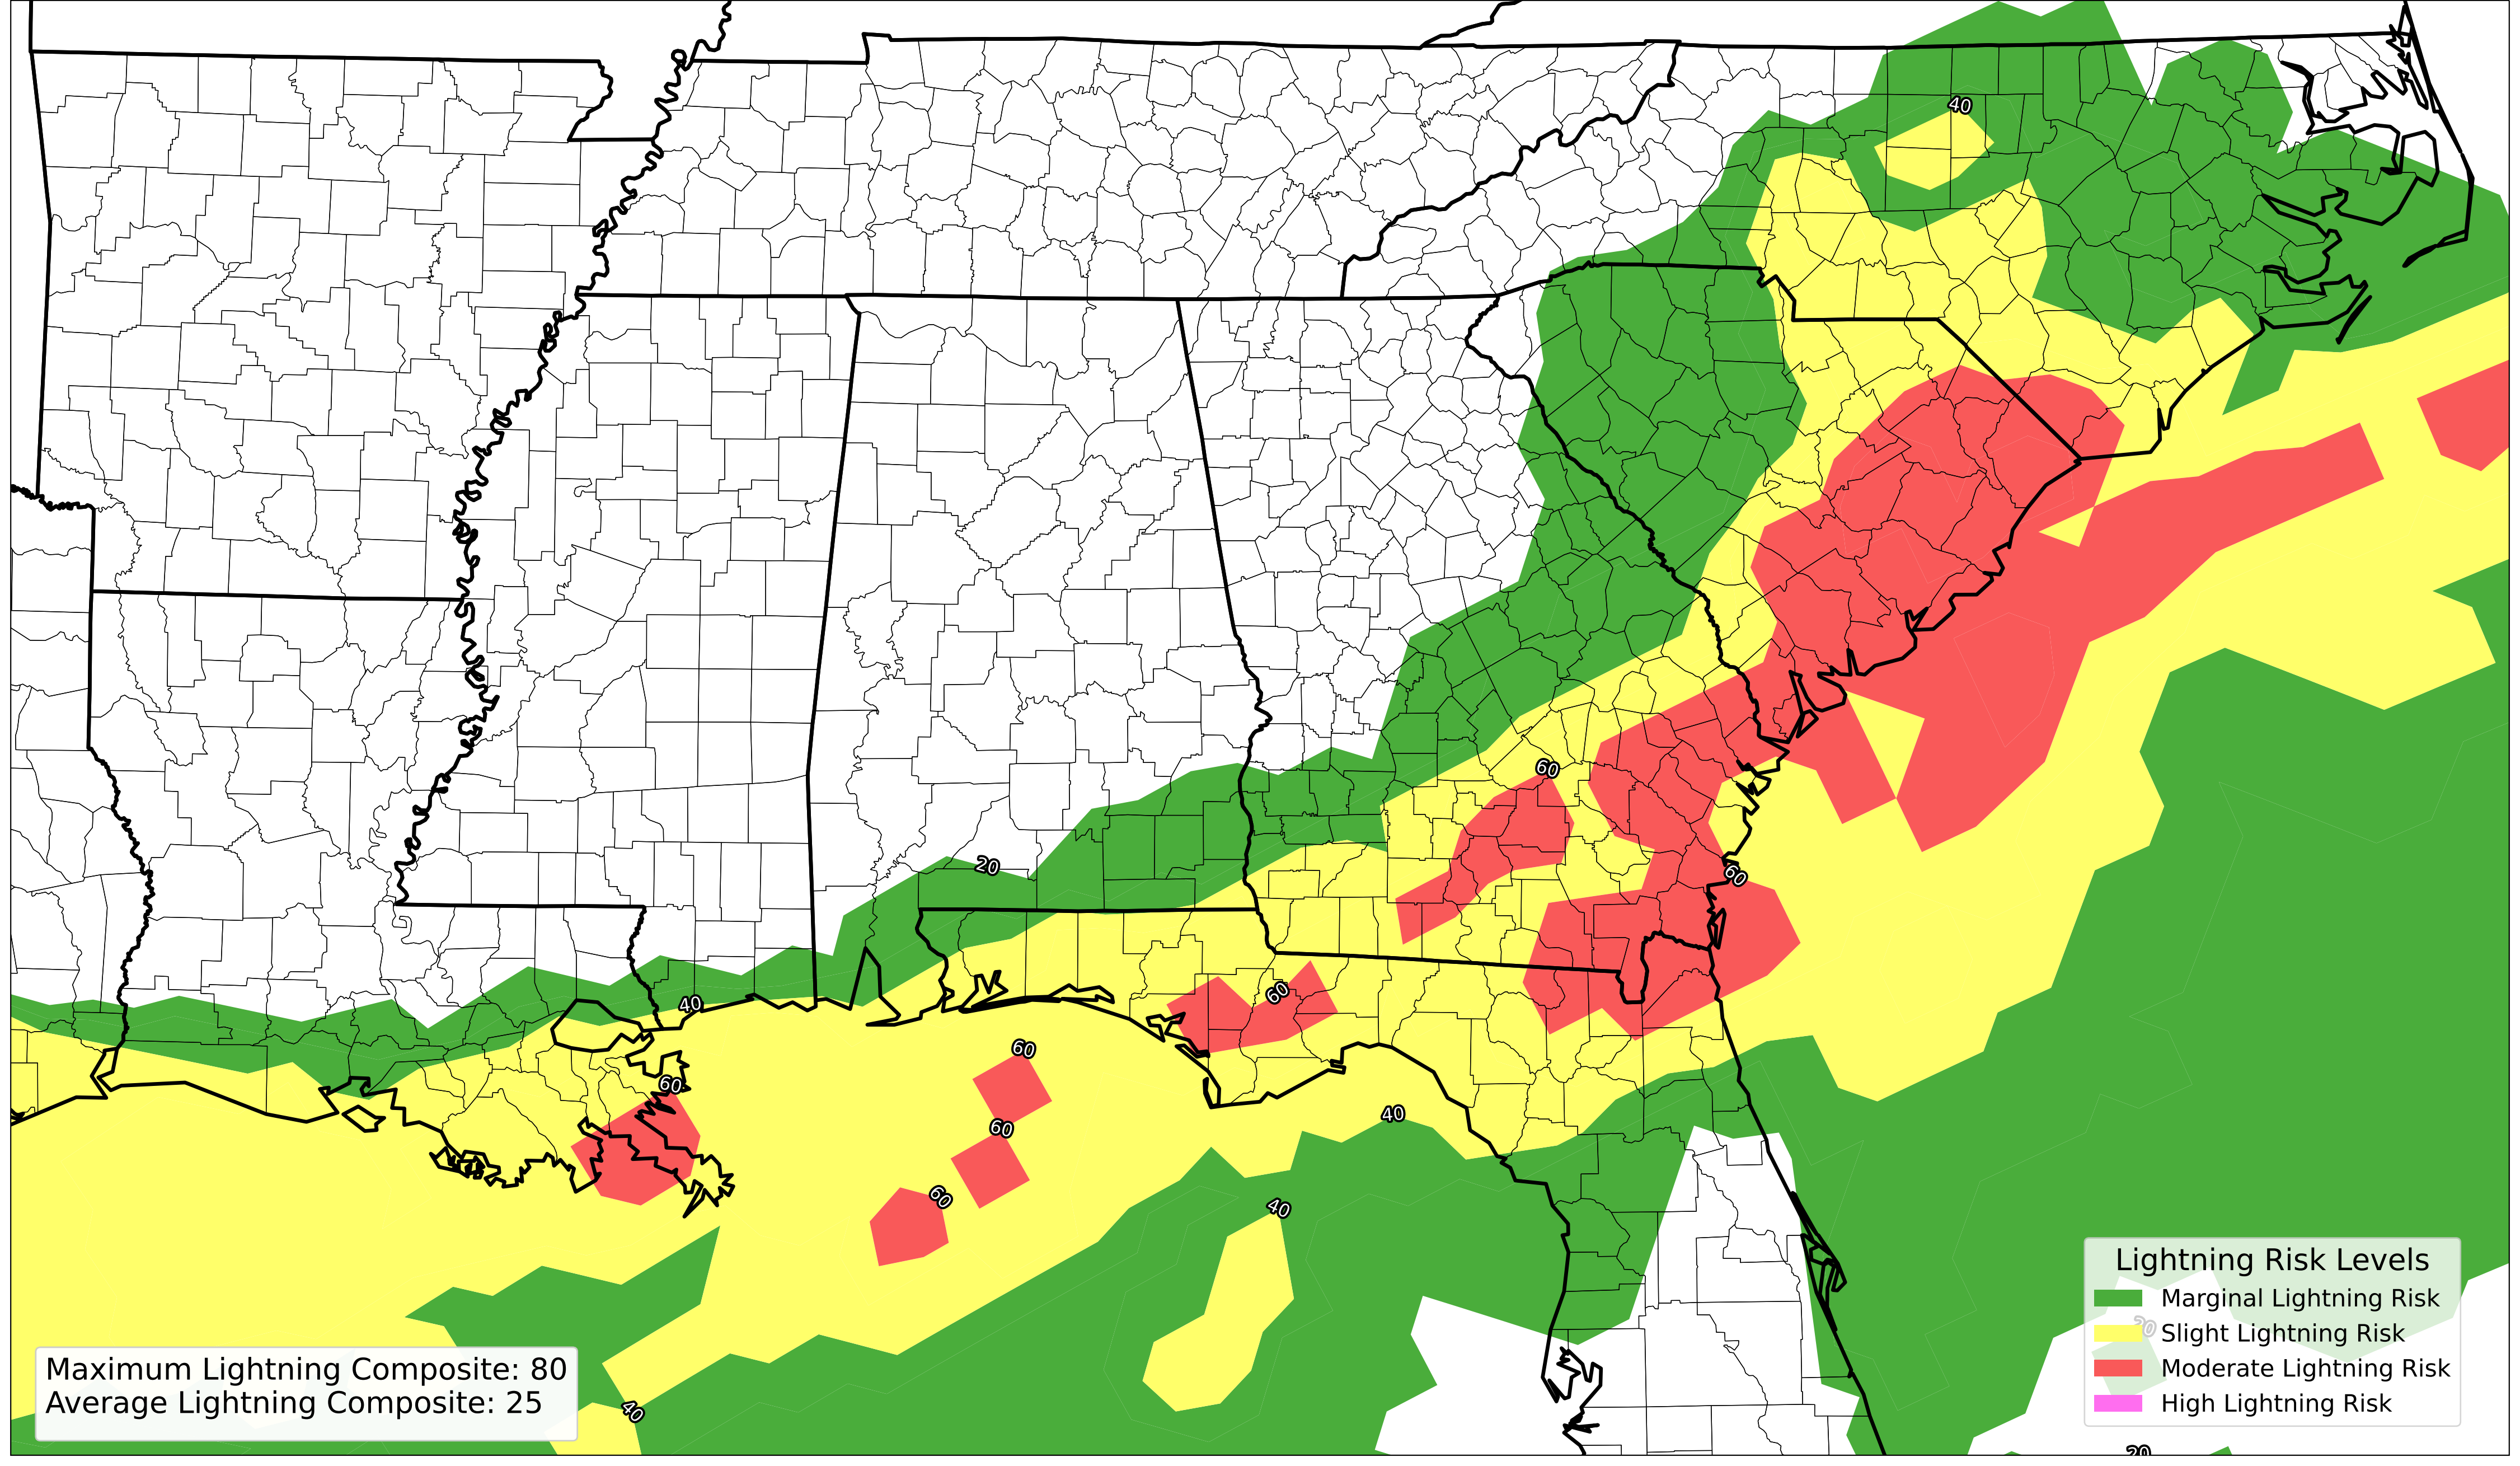 40
20
60
60
40
60
60
60
40
60
60
40
40
Maximum Lightning Composite: 80
Average Lightning Composite: 25
Lightning Risk Levels
Marginal Lightning Risk
20
Slight Lightning Risk
Moderate Lightning Risk
High Lightning Risk
20